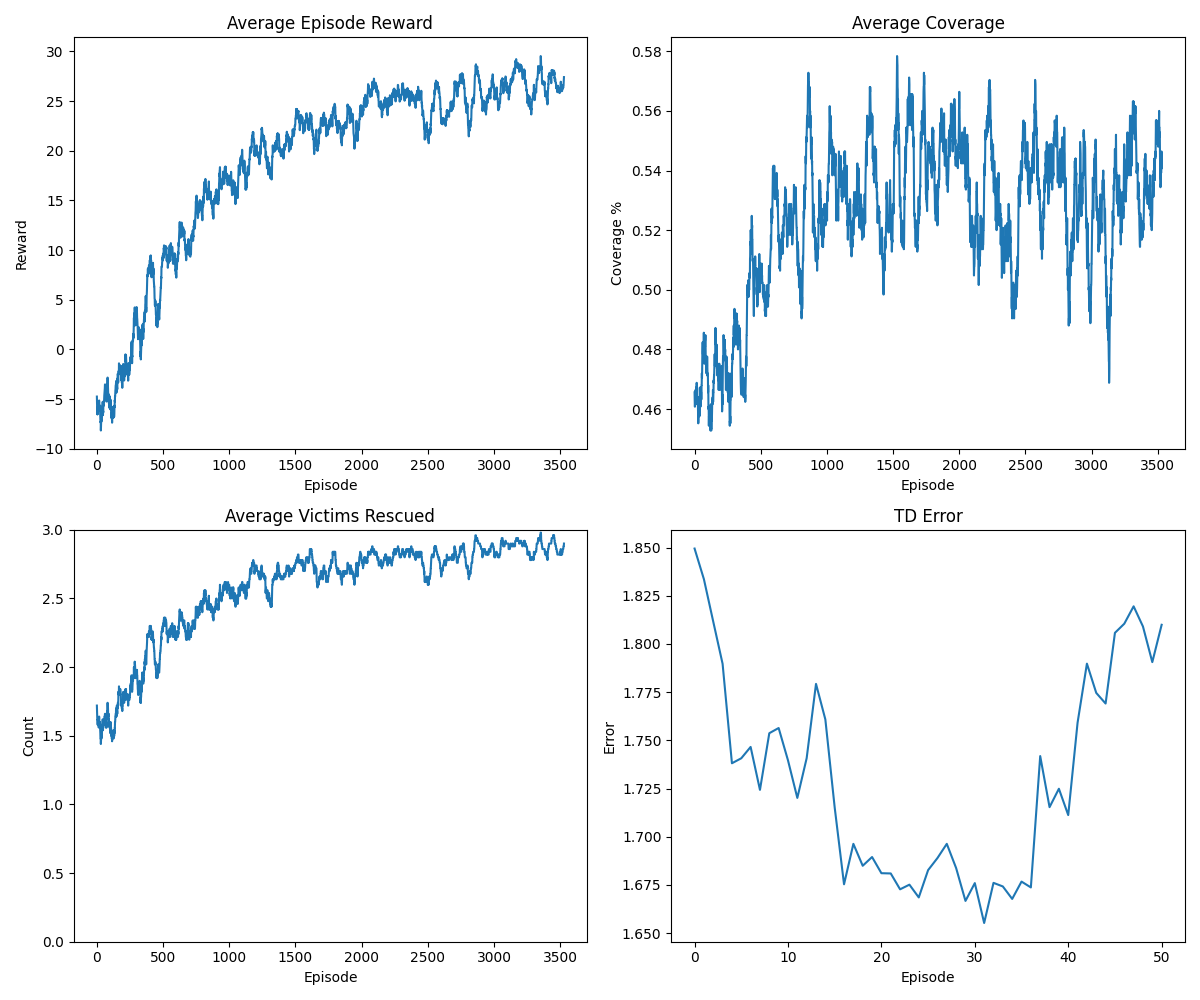 Average Episode Reward
30
25
20
15
10
5
0
−5
−10
Reward
0 500 1000 1500 2000 2500 3000 3500
Episode
Average Coverage
0.58
0.56
0.54
0.52
0.50
0.48
0.46
Coverage %
0 500 1000 1500 2000 2500 3000 3500
Episode
Average Victims Rescued
3.0
2.5
2.0
1.5
1.0
0.5
0.0
Count
0 500 1000 1500 2000 2500 3000 3500
Episode
TD Error
1.850
1.825
1.800
1.775
1.750
1.725
1.700
1.675
1.650
Error
0 10 20 30 40 50
Episode